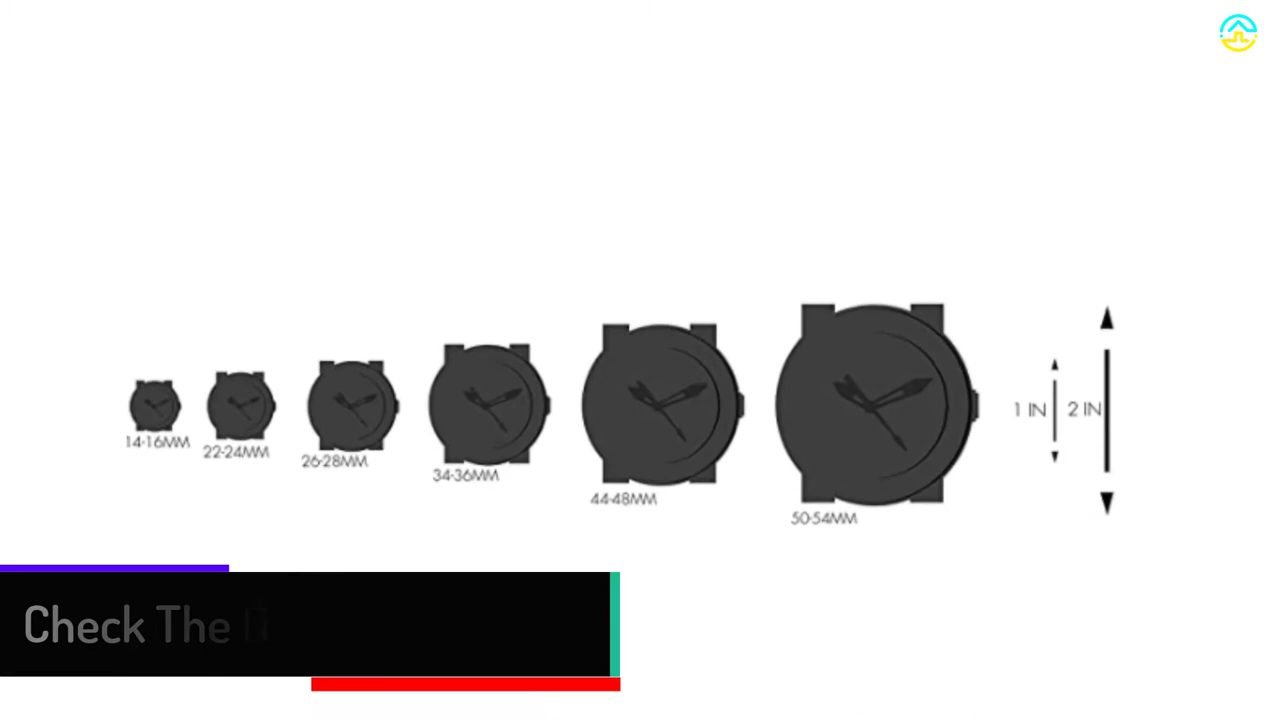 14-16MM
22-24MM
26-28MM
34-36MM
44-48MM
50-54MM
1 IN
2 IN
Check The